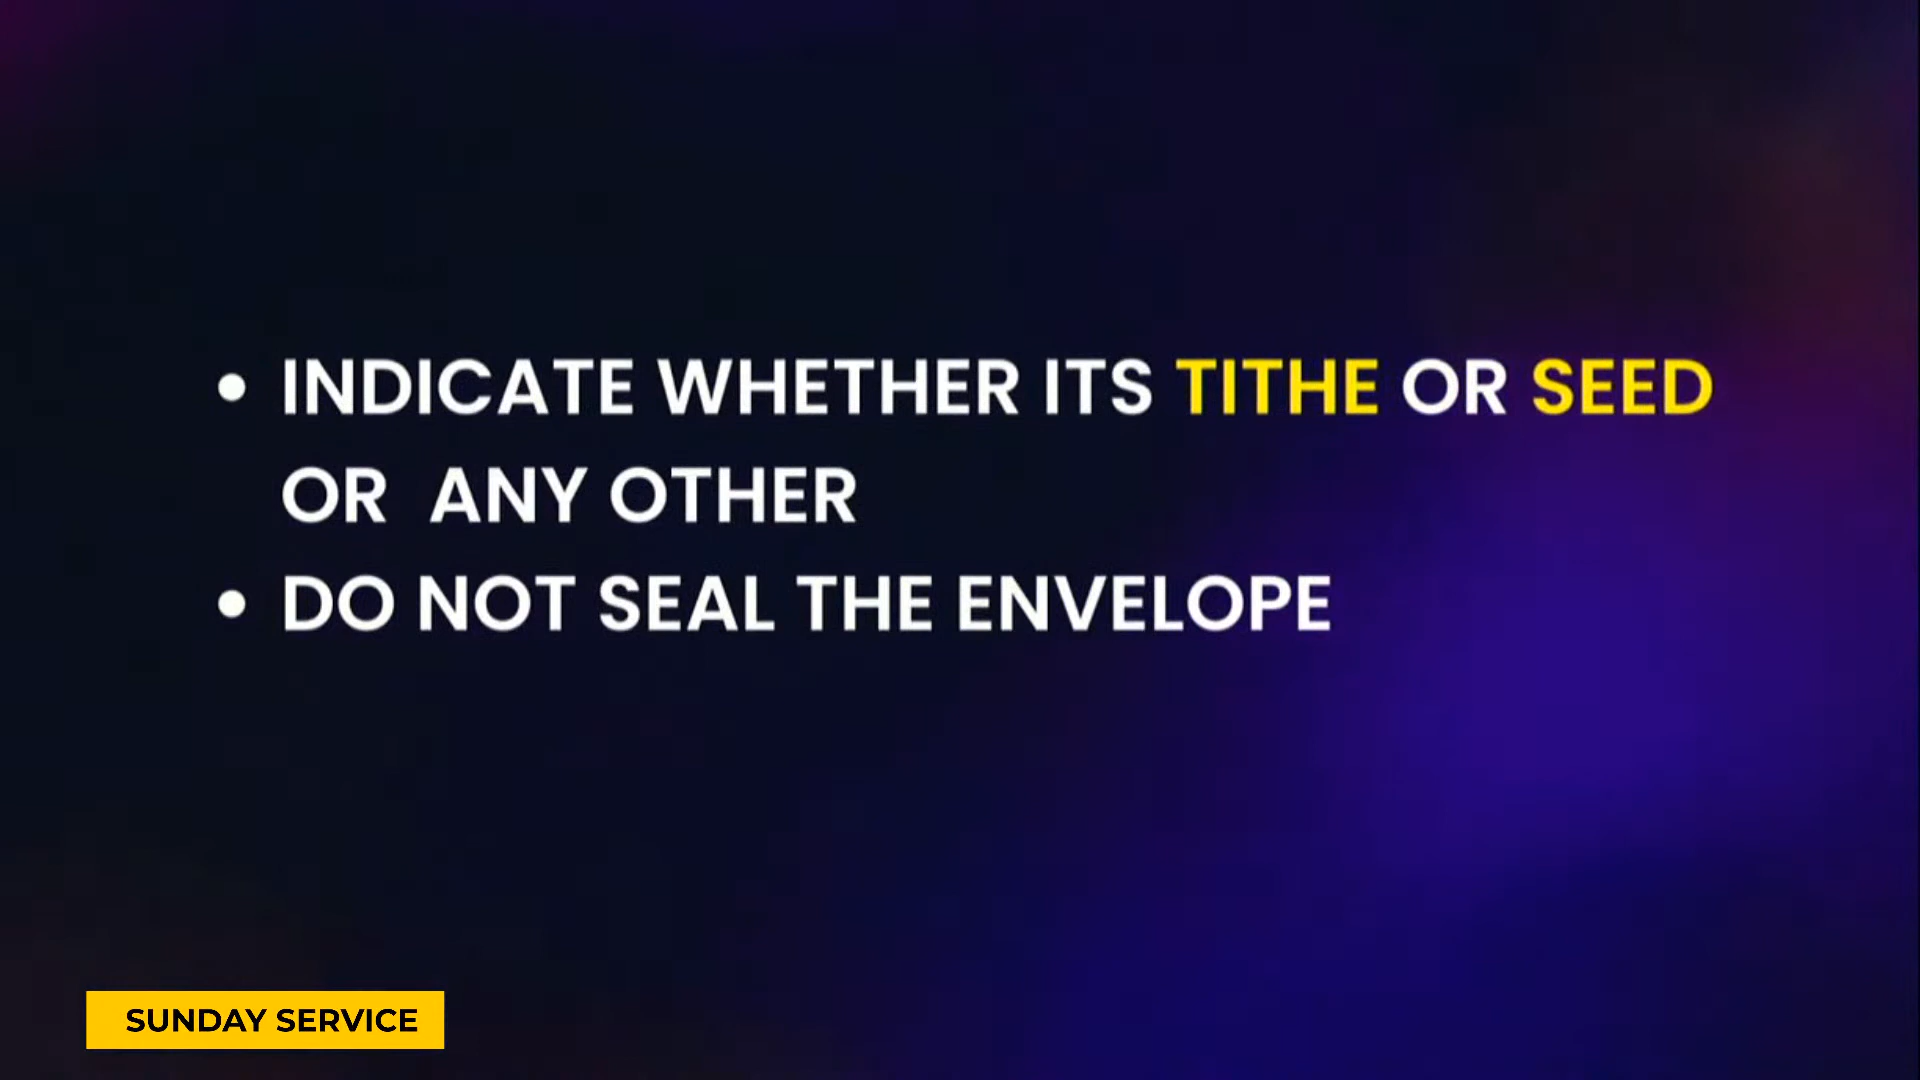 • INDICATE WHETHER ITS TITHE OR SEED
OR ANY OTHER
• DO NOT SEAL THE ENVELOPE
SUNDAY SERVICE